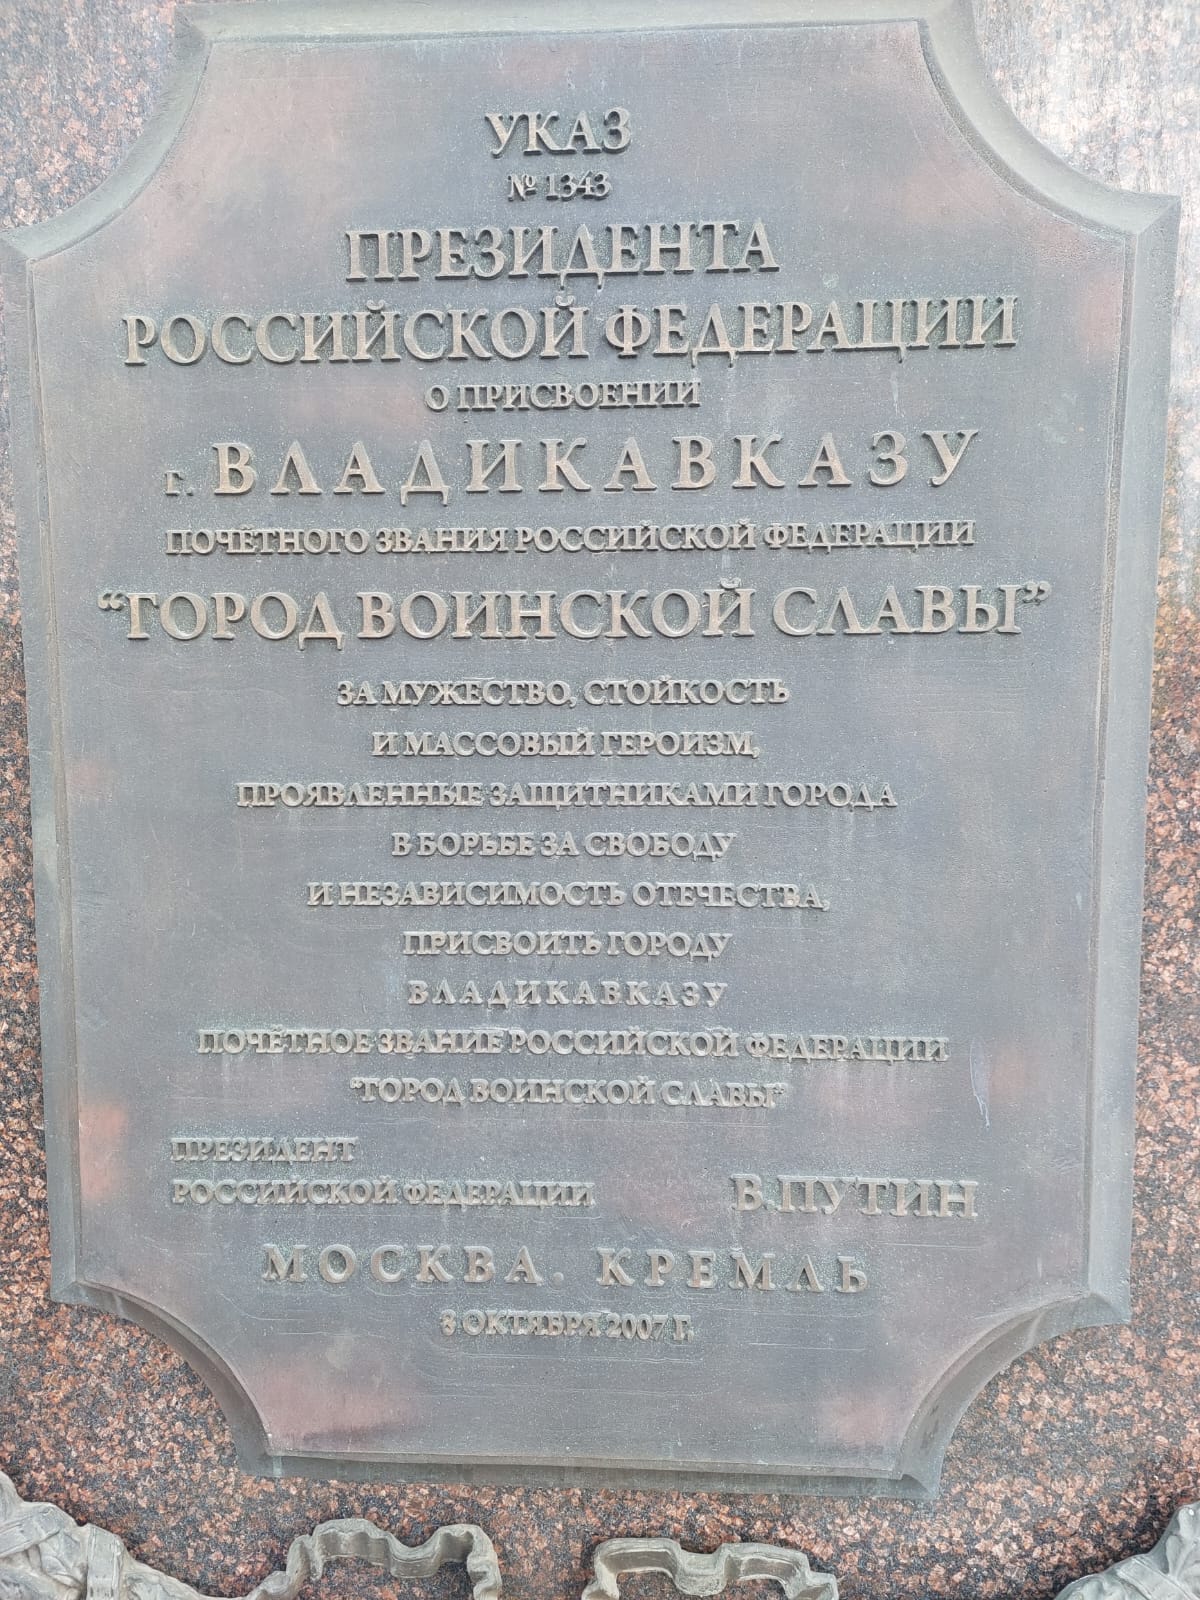 УКАЗ
№ 1343
ПРЕЗИДЕНТА
РОССИЙСКОЙ ФЕДЕРАЦИИ
О ПРИСВОЕНИИ
г. ВЛАДИКАВКАЗУ
ПОЧЁТНОГО ЗВАНИЯ РОССИЙСКОЙ ФЕДЕРАЦИИ
“ГОРОД ВОИНСКОЙ СЛАВЫ”
ЗА МУЖЕСТВО, СТОЙКОСТЬ
И МАССОВЫЙ ГЕРОИЗМ,
ПРОЯВЛЕННЫЕ ЗАЩИТНИКАМИ ГОРОДА
В БОРЬБЕ ЗА СВОБОДУ
И НЕЗАВИСИМОСТЬ ОТЕЧЕСТВА,
ПРИСВОИТЬ ГОРОДУ
ВЛАДИКАВКАЗУ
ПОЧЁТНОЕ ЗВАНИЕ РОССИЙСКОЙ ФЕДЕРАЦИИ
"ГОРОД ВОИНСКОЙ СЛАВЫ"
ПРЕЗИДЕНТ
РОССИЙСКОЙ ФЕДЕРАЦИИ В.ПУТИН
МОСКВА. КРЕМЛЬ
8 ОКТЯБРЯ 2007 Г.